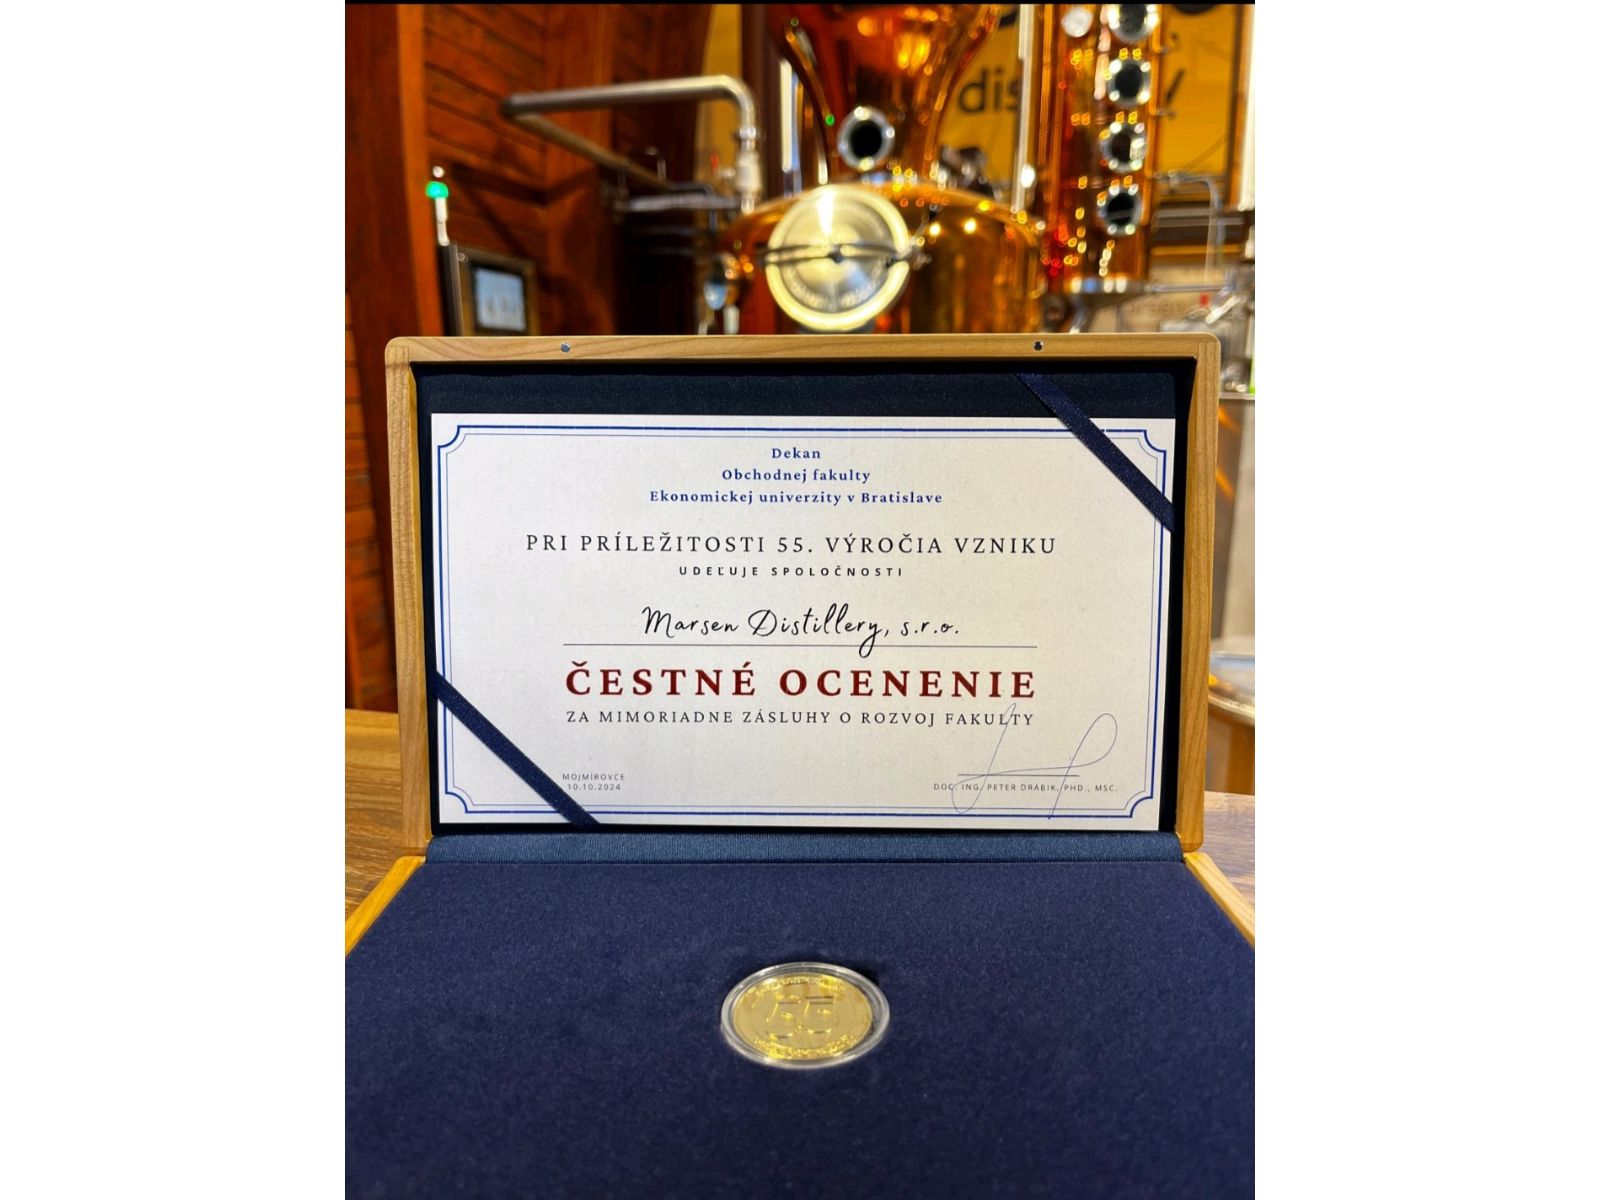 Dekan
Obchodnej fakulty
Ekonomickej univerzity v Bratislave
PRI PRÍLEŽITOSTI 55. VÝROČIA VZNIKU
UDEĽUJE SPOLOČNOSTI
Marsen Distillery, s.r.o.
ČESTNÉ OCENENIE
ZA MIMORIADNE ZÁSLUHY O ROZVOJ FAKULTY
MOJMÍROVCE
10.10.2024
DOC. ING. PETER DRÁBIK, PHD., MSC.
55